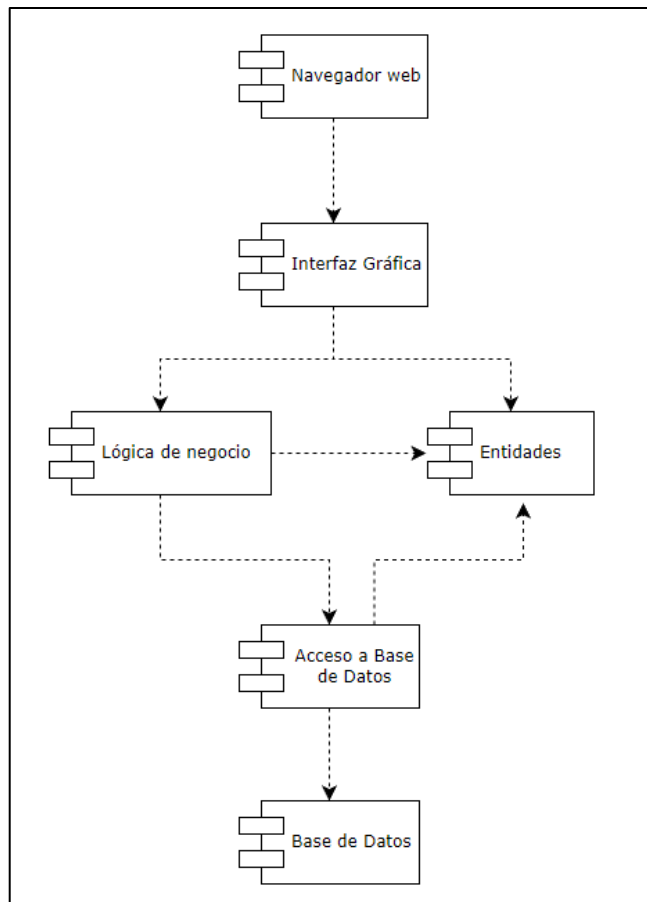 Navegador web
Interfaz Gráfica
Lógica de negocio
Entidades
Acceso a Base
de Datos
Base de Datos